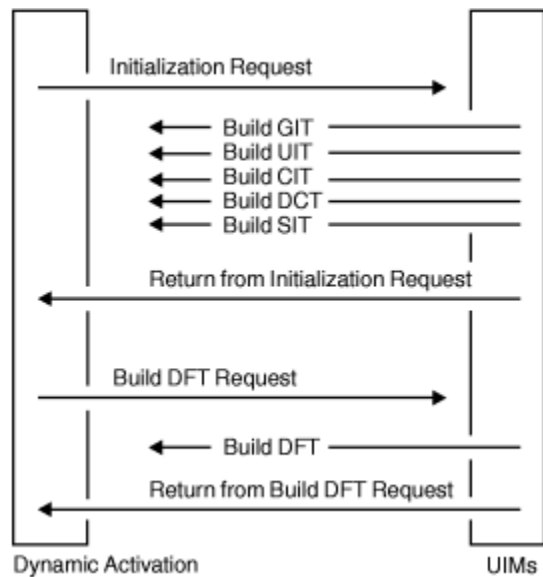 Initialization Request
Build GIT
Build UIT
Build CIT
Build DCT
Build SIT
Return from Initialization Request
Build DFT Request
Build DFT
Return from Build DFT Request
Dynamic Activation
UIMs